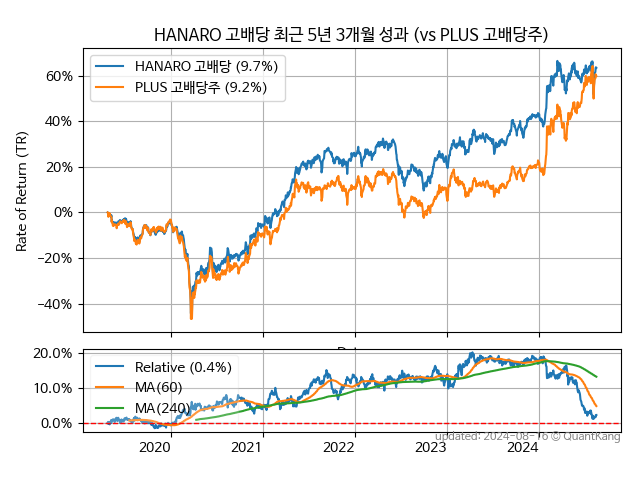 HANARO 고배당 최근 5년 3개월 성과 (vs PLUS 고배당주)
HANARO 고배당 (9.7%)
PLUS 고배당주 (9.2%)
Rate of Return (TR)
60%
40%
20%
0%
−20%
−40%
20.0%
10.0%
0.0%
Relative (0.4%)
MA(60)
MA(240)
2020 2021 2022 2023 2024
updated: 2024-08-16 © QuantKang